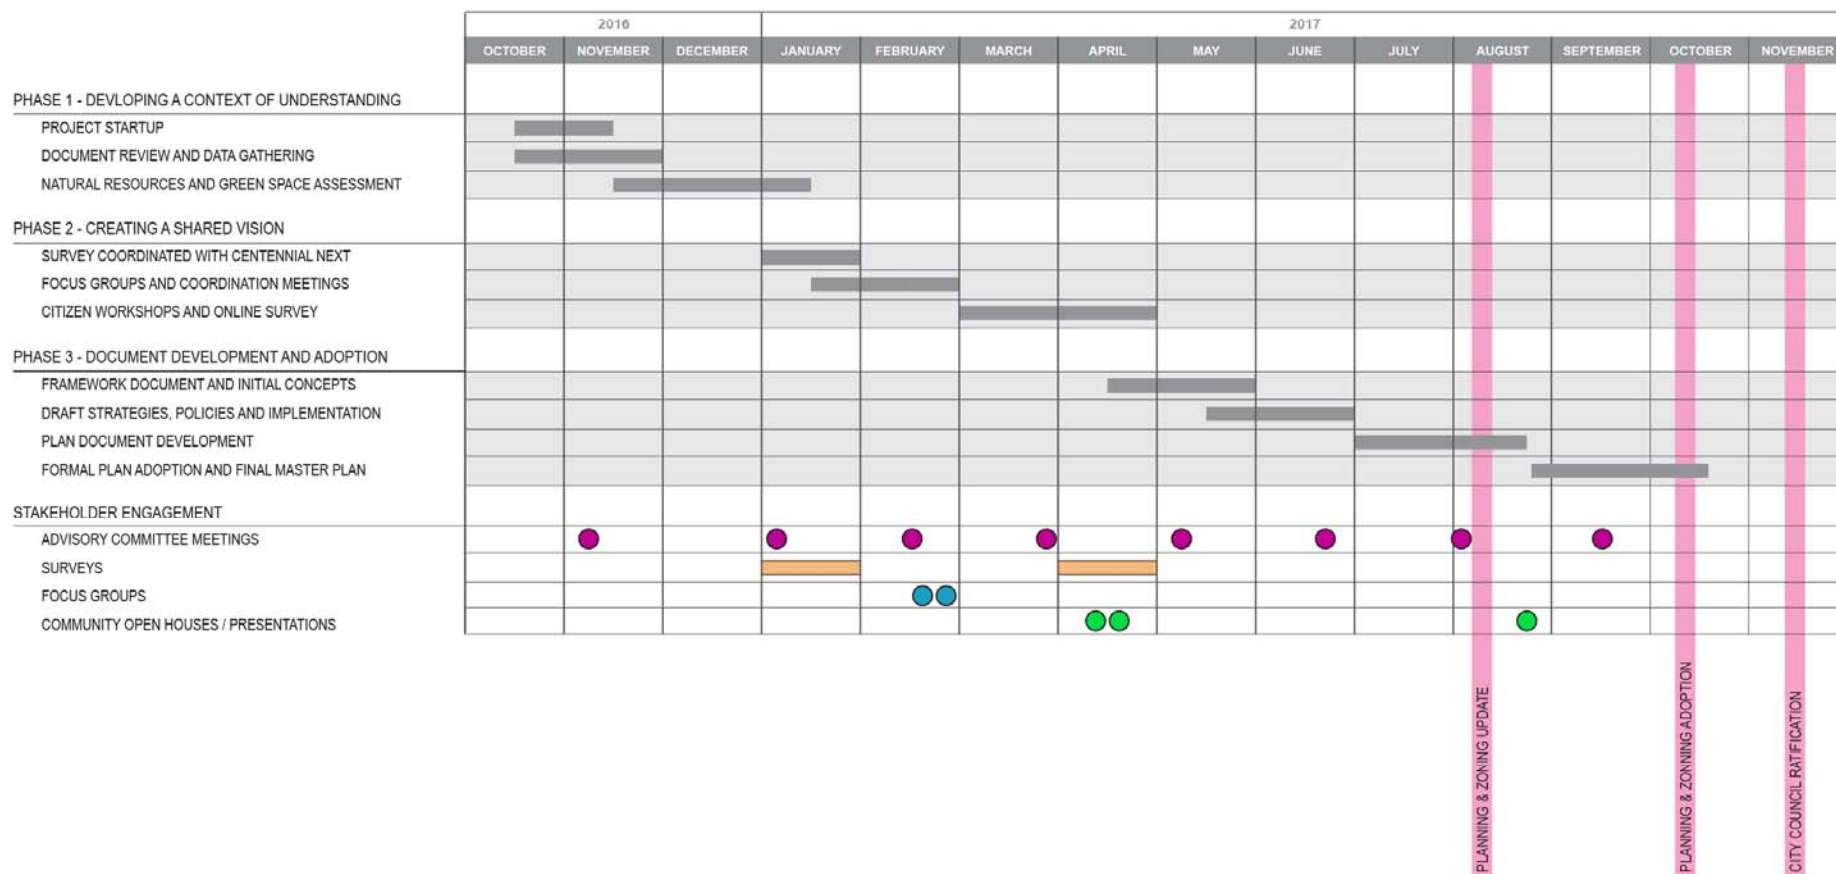 2016 2017
OCTOBER NOVEMBER DECEMBER JANUARY FEBRUARY MARCH APRIL MAY JUNE JULY AUGUST SEPTEMBER OCTOBER NOVEMBER
PHASE 1 - DEVLOPING A CONTEXT OF UNDERSTANDING
PROJECT STARTUP
DOCUMENT REVIEW AND DATA GATHERING
NATURAL RESOURCES AND GREEN SPACE ASSESSMENT
PHASE 2 - CREATING A SHARED VISION
SURVEY COORDINATED WITH CENTENNIAL NEXT
FOCUS GROUPS AND COORDINATION MEETINGS
CITIZEN WORKSHOPS AND ONLINE SURVEY
PHASE 3 - DOCUMENT DEVELOPMENT AND ADOPTION
FRAMEWORK DOCUMENT AND INITIAL CONCEPTS
DRAFT STRATEGIES, POLICIES AND IMPLEMENTATION
PLAN DOCUMENT DEVELOPMENT
FORMAL PLAN ADOPTION AND FINAL MASTER PLAN
STAKEHOLDER ENGAGEMENT
ADVISORY COMMITTEE MEETINGS
SURVEYS
FOCUS GROUPS
COMMUNITY OPEN HOUSES / PRESENTATIONS
PLANNING & ZONING UPDATE
PLANNING & ZONNING ADOPTION
CITY COUNCIL RATIFICATION